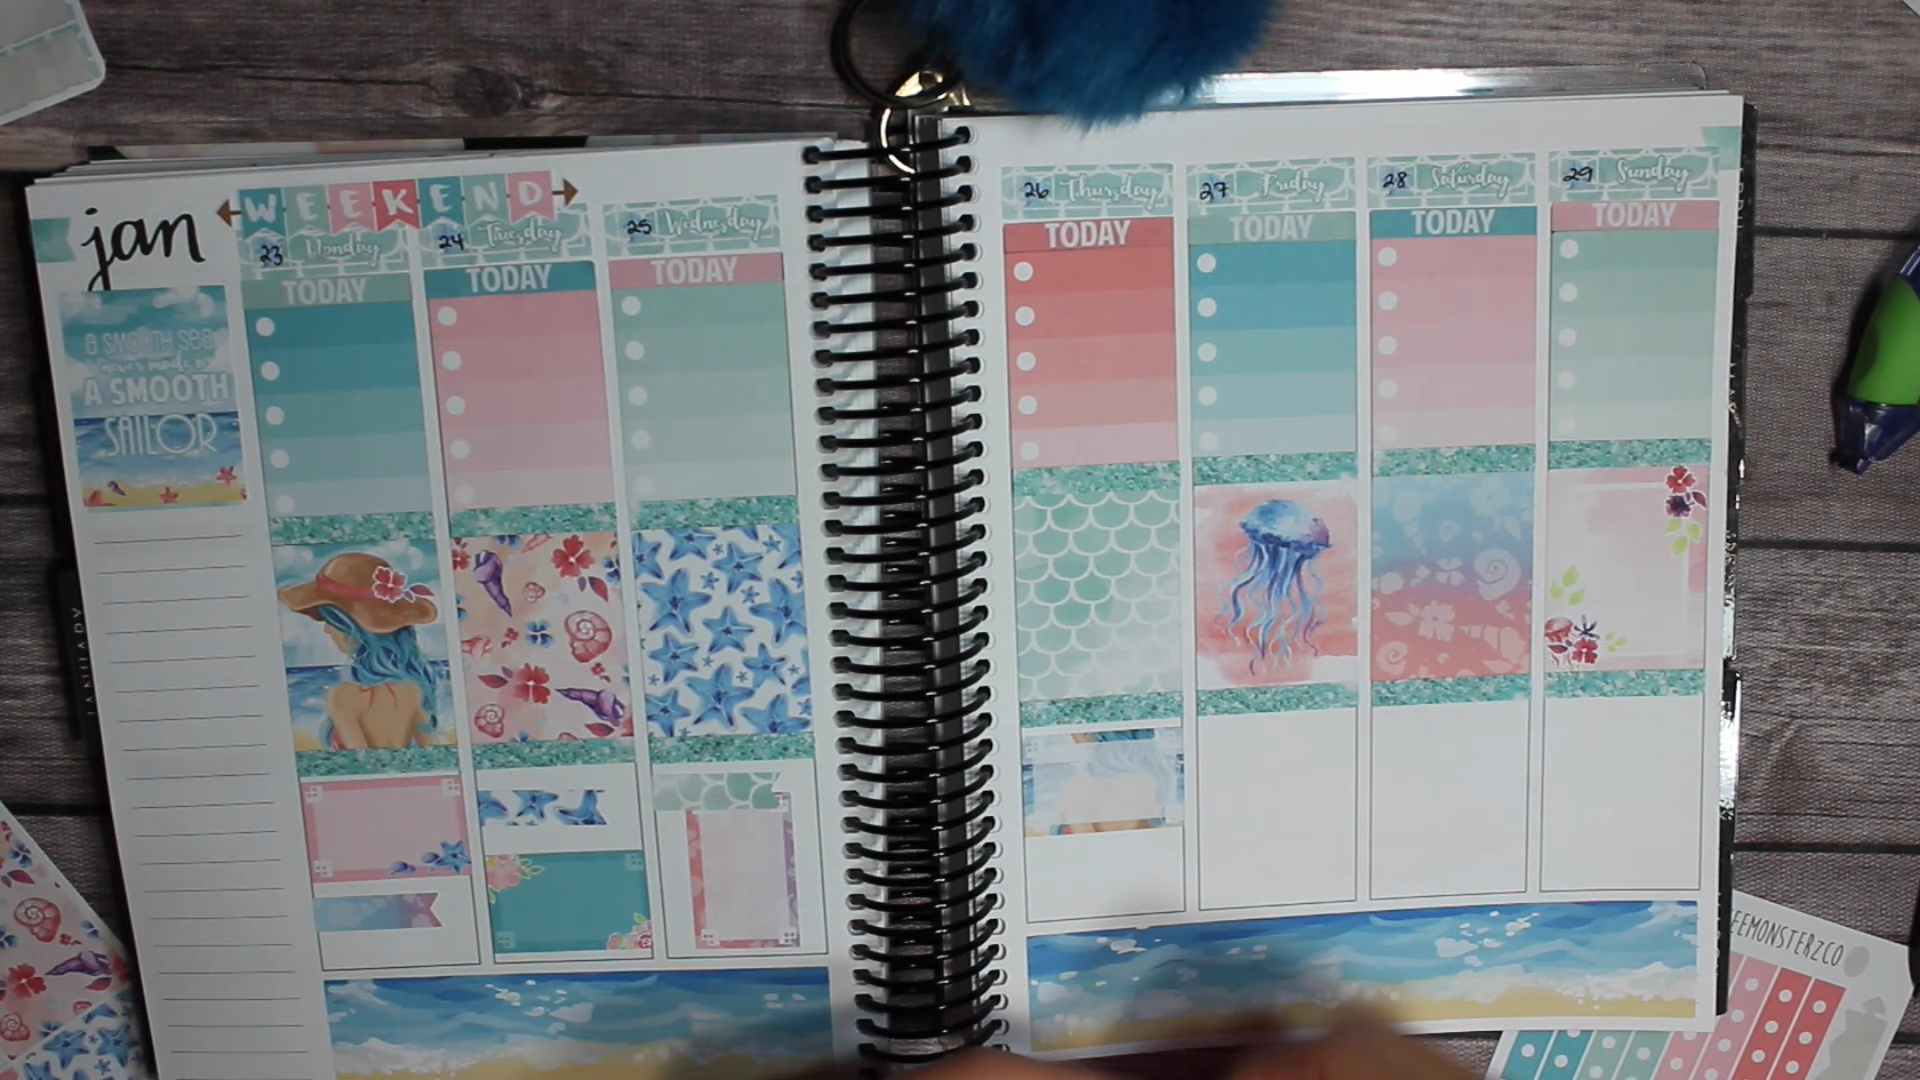 WEEKEND
jan
23 Monday
24 Tuesday
25 Wednesday
26 Thursday
27 Friday
28 Saturday
29 Sunday
TODAY
TODAY
TODAY
TODAY
TODAY
TODAY
TODAY
a SMOOTH sea
never made a
A SMOOTH
SAILOR
JANUARY
EEMONSTERZCO